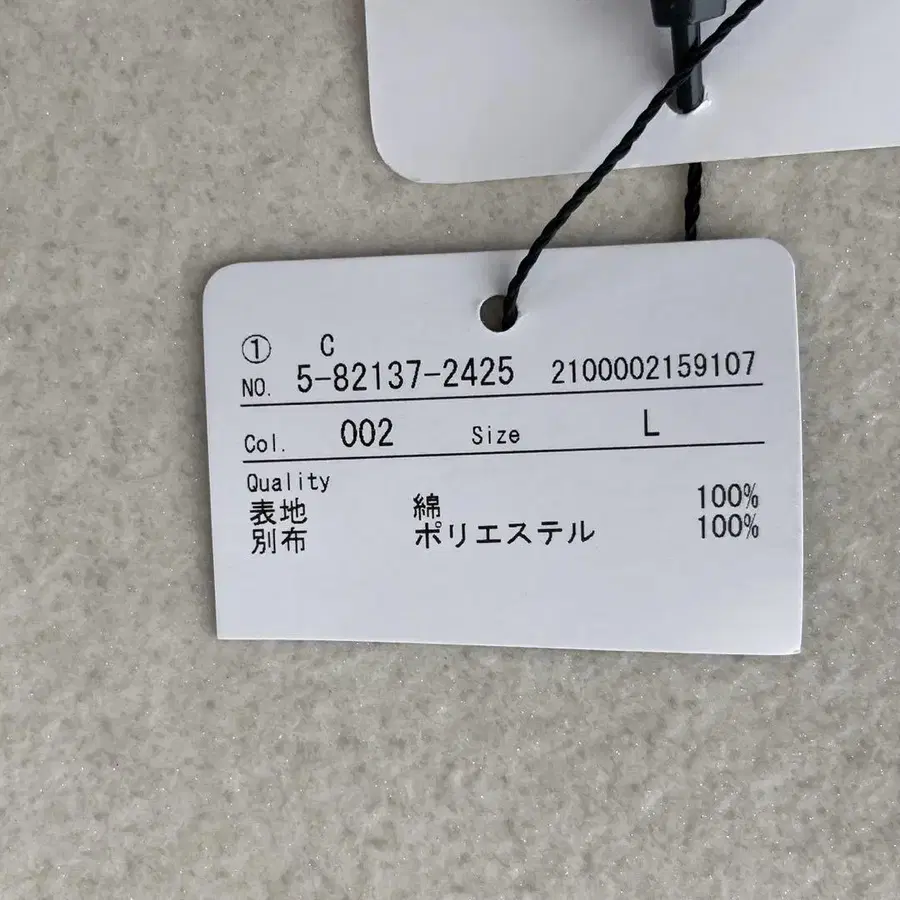 ① C
NO. 5-82137-2425 2100002159107
Col. 002 Size L
Quality
表地 綿 100%
別布 ポリエステル 100%